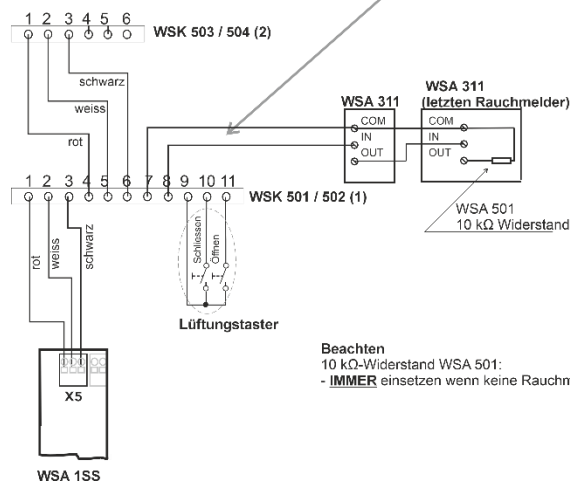 1 2 3 4 5 6
WSK 503 / 504 (2)
schwarz
weiss
rot
WSA 311
WSA 311
(letzten Rauchmelder)
COM
IN
OUT
COM
IN
OUT
1 2 3 4 5 6 7 8 9 10 11
WSK 501 / 502 (1)
WSA 501
10 kΩ Widerstand
rot
weiss
schwarz
Schliessen
Öffnen
Lüftungstaster
X5
WSA 1SS
Beachten
10 kΩ-Widerstand WSA 501:
- IMMER einsetzen wenn keine